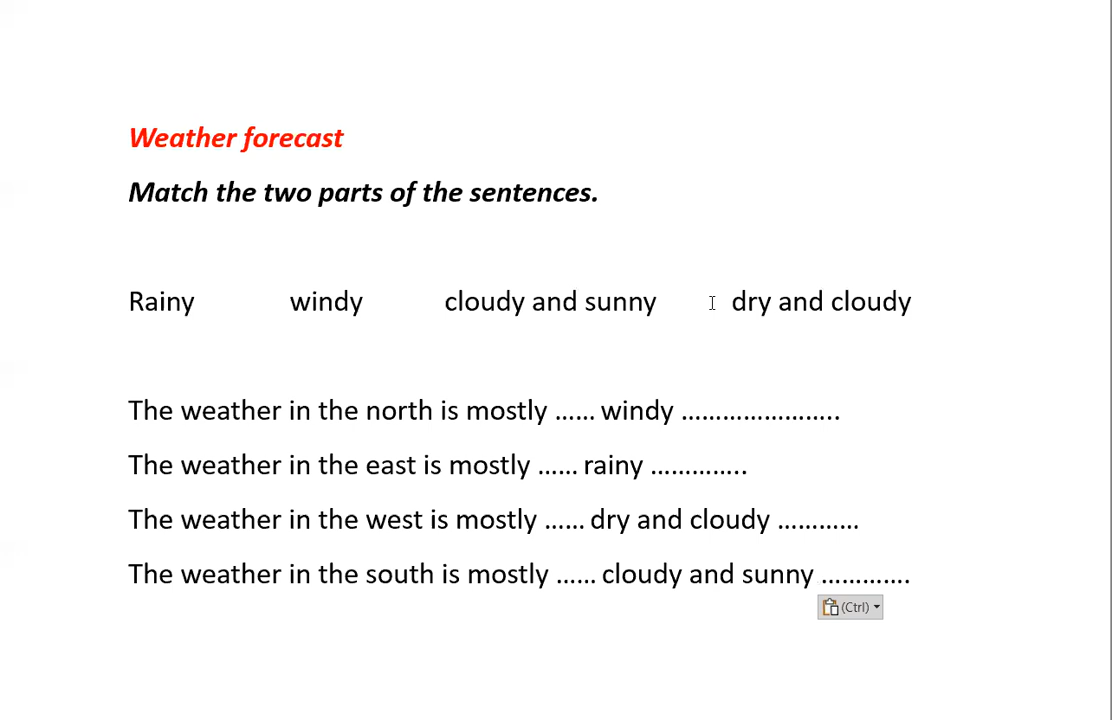 Weather forecast
Match the two parts of the sentences.
Rainy windy cloudy and sunny dry and cloudy
The weather in the north is mostly ...... windy ........................
The weather in the east is mostly ...... rainy ..............
The weather in the west is mostly ...... dry and cloudy ............
The weather in the south is mostly ...... cloudy and sunny .............
(Ctrl)